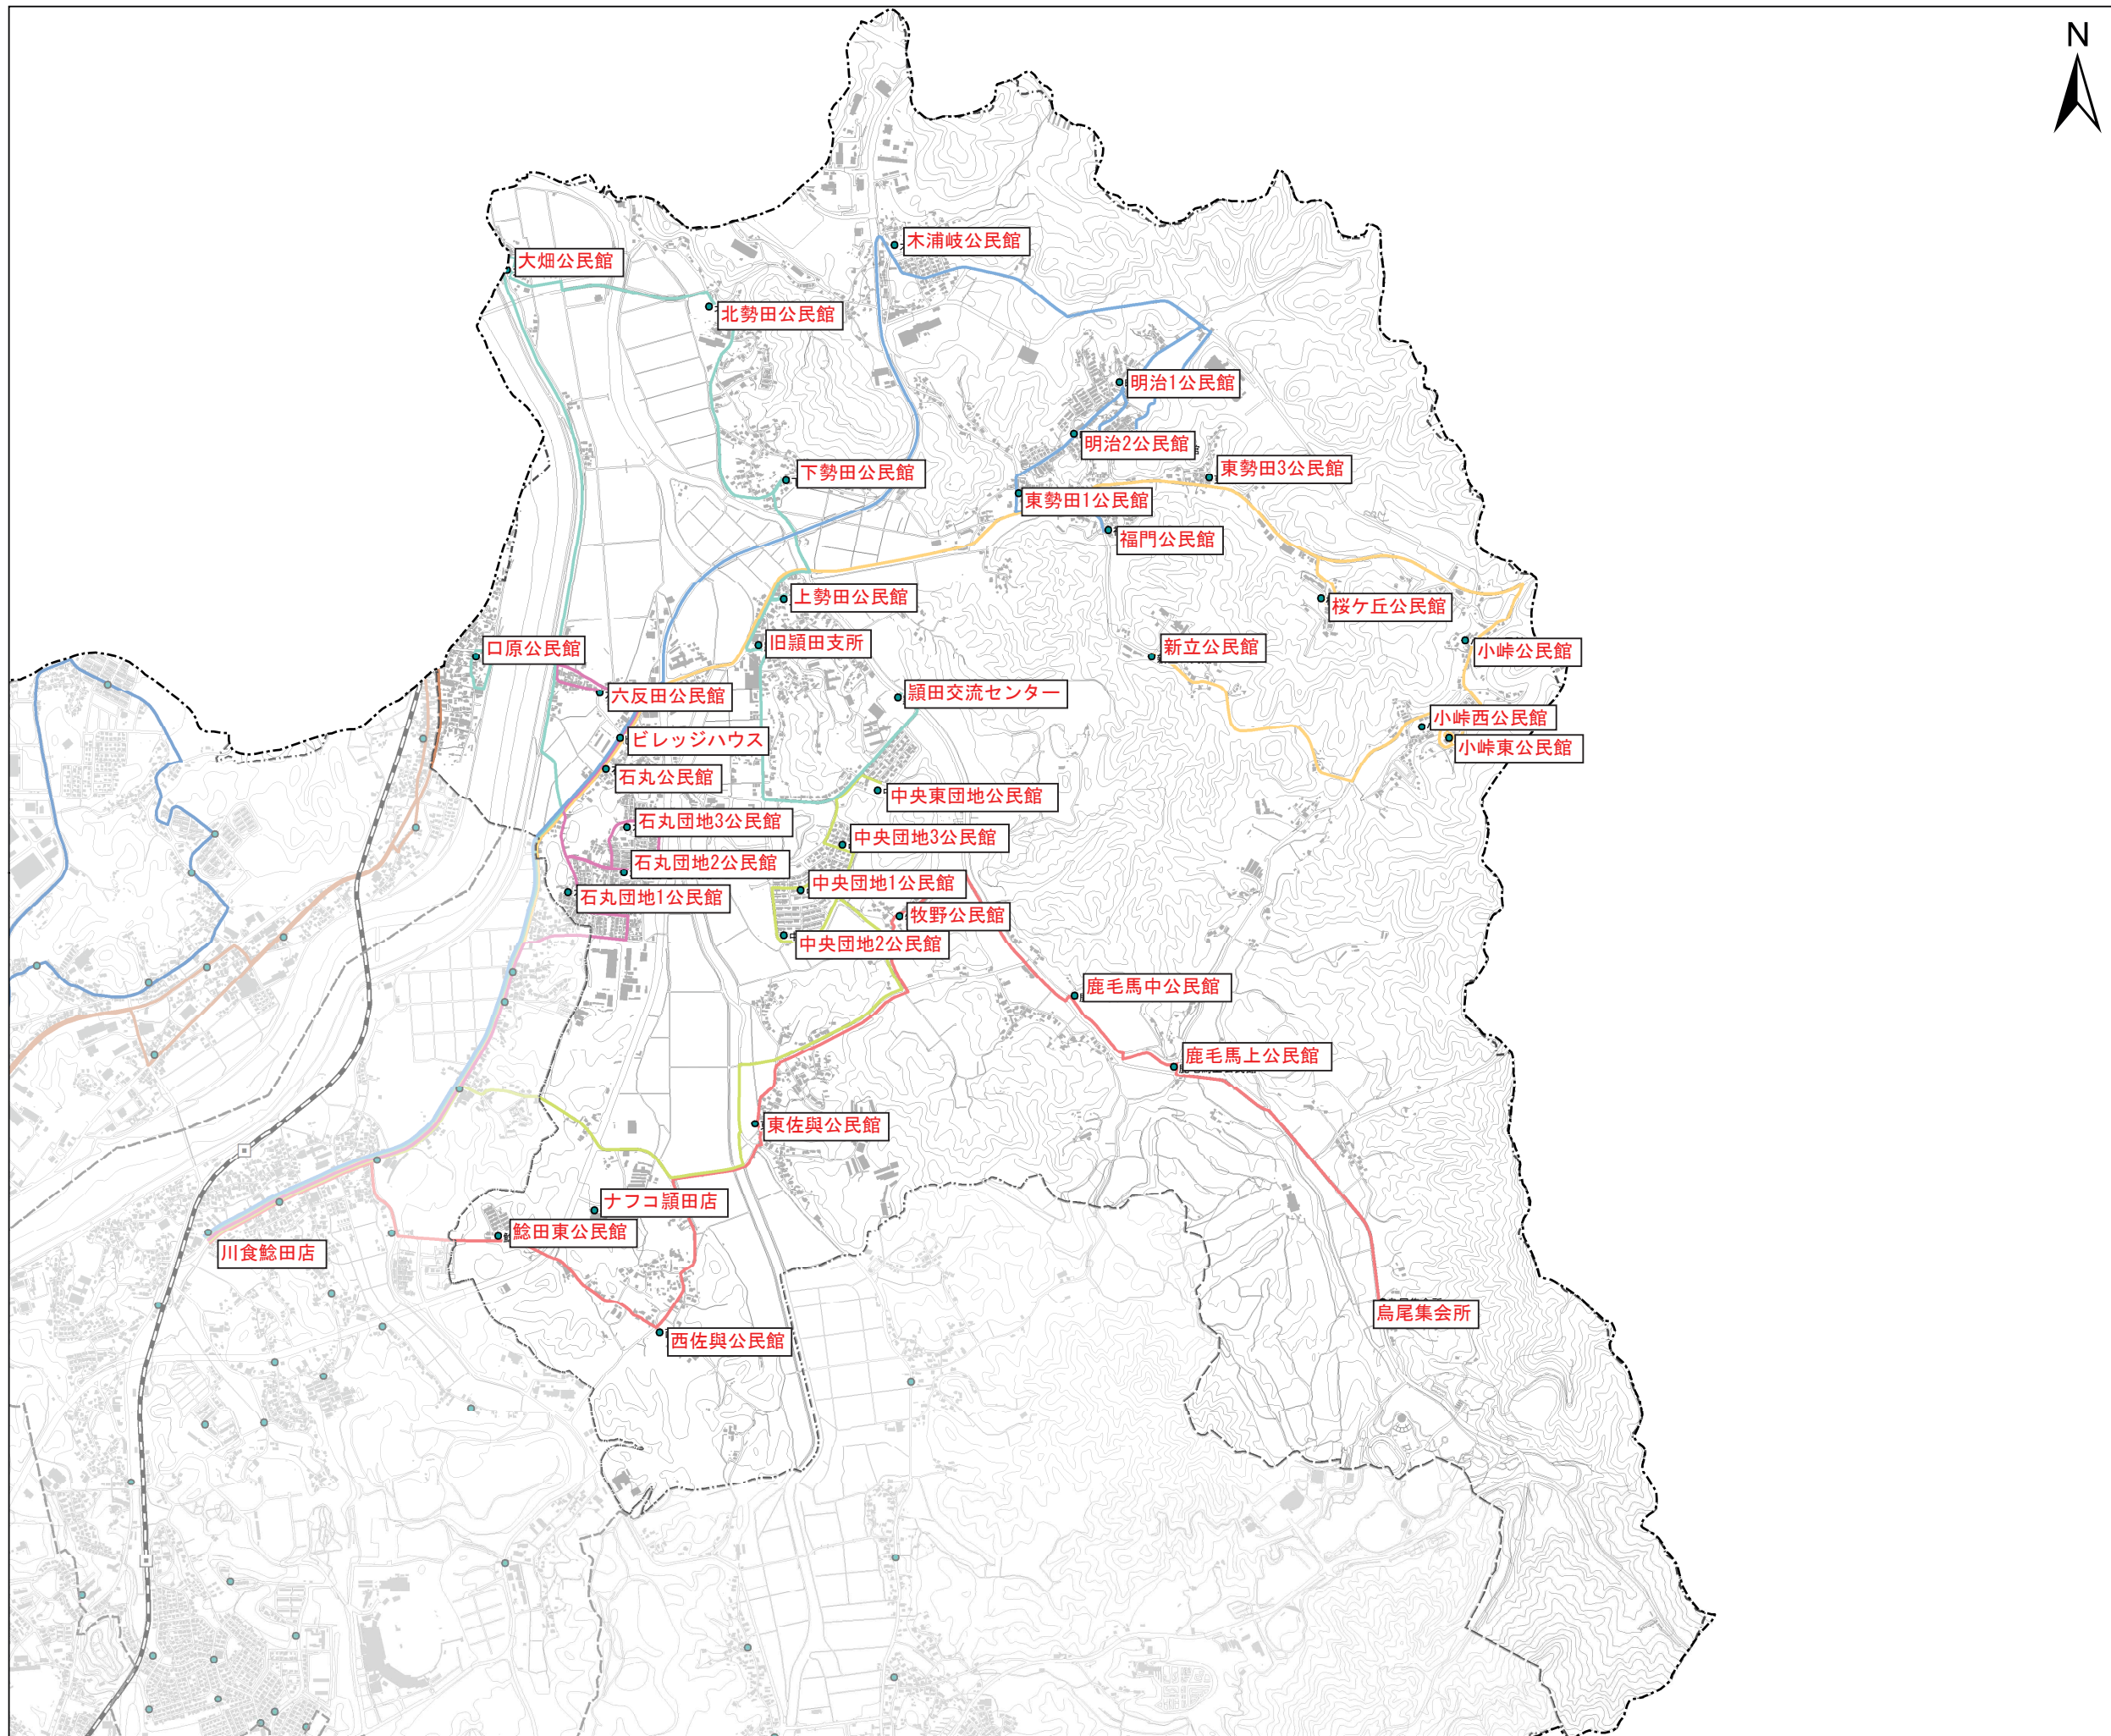 N
木浦岐公民館
大畑公民館
北勢田公民館
明治1公民館
明治2公民館
下勢田公民館
東勢田3公民館
東勢田1公民館
福門公民館
上勢田公民館
桜ケ丘公民館
旧頴田支所
新立公民館
小峠公民館
口原公民館
六反田公民館
頴田交流センター
小峠西公民館
ビレッジハウス
小峠東公民館
石丸公民館
中央東団地公民館
石丸団地3公民館
中央団地3公民館
石丸団地2公民館
中央団地1公民館
石丸団地1公民館
牧野公民館
中央団地2公民館
鹿毛馬中公民館
鹿毛馬上公民館
東佐與公民館
ナフコ頴田店
鯰田東公民館
川食鯰田店
烏尾集会所
西佐與公民館